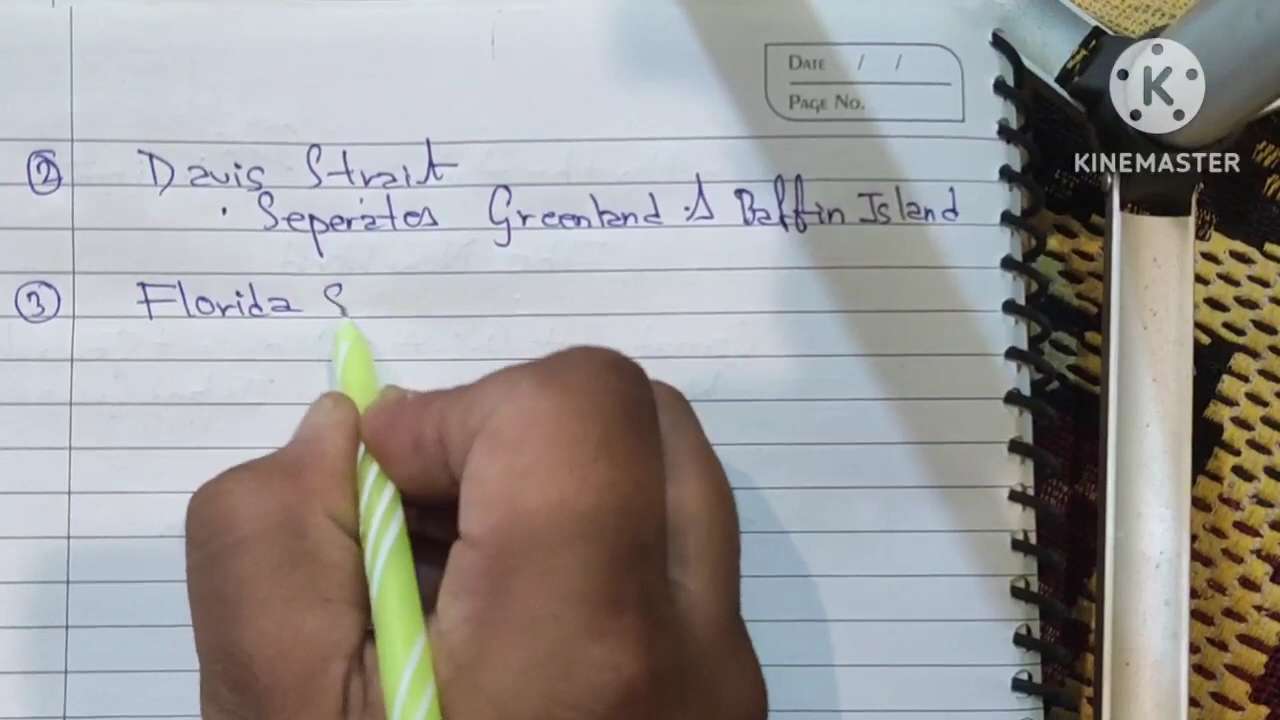 DATE / /
PAGE NO.
KINEMASTER
② Davis Strait
· Seperates Greenland & Baffin Island
③ Florida S